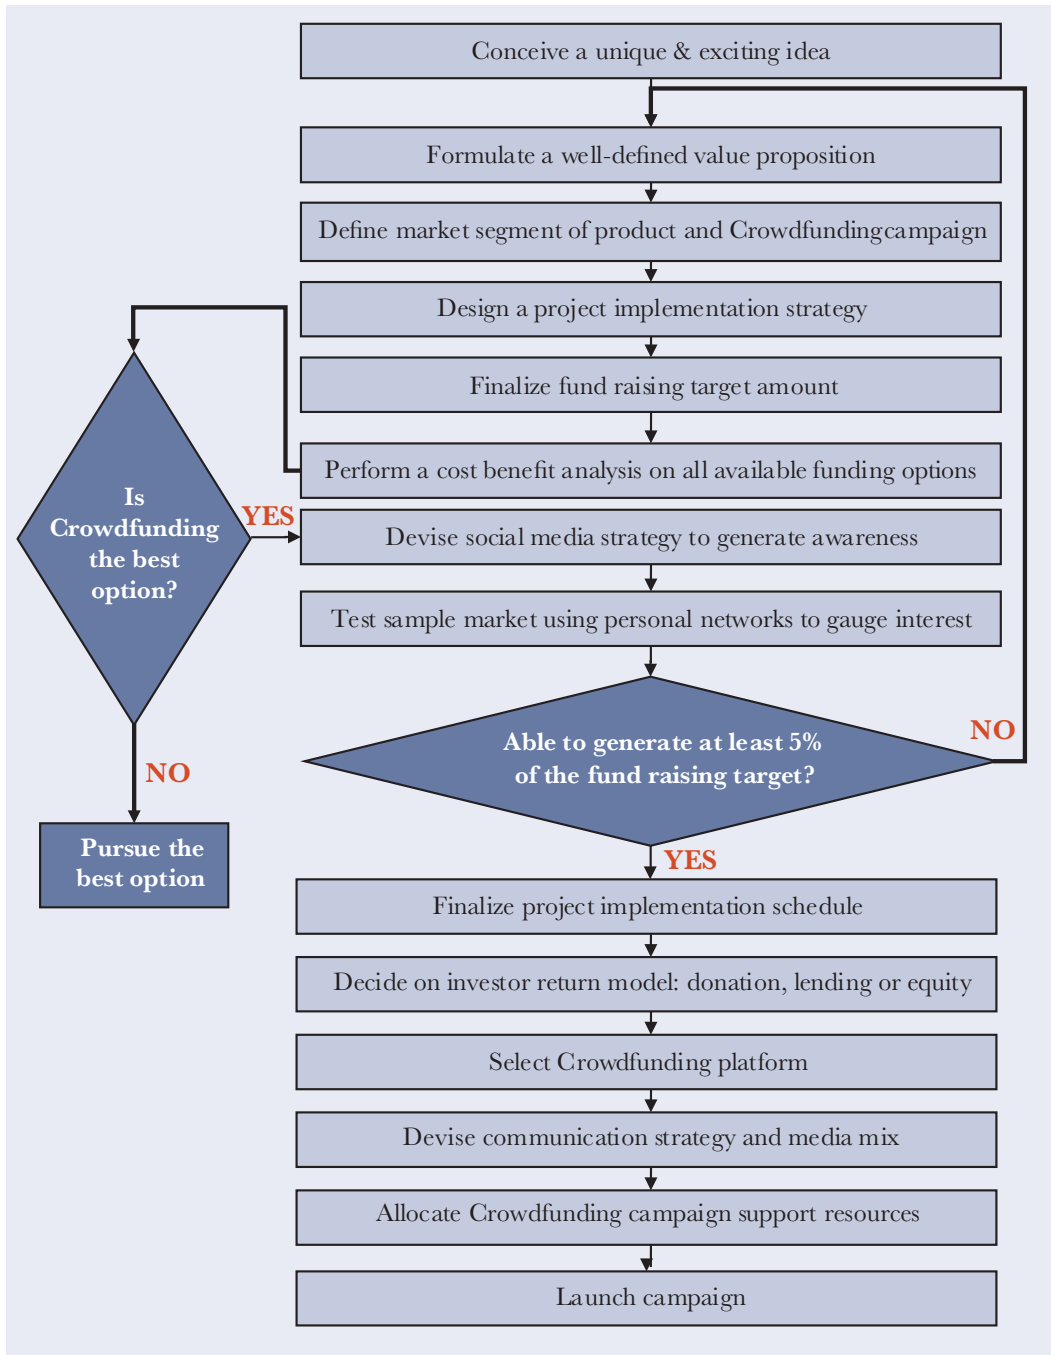 Conceive a unique & exciting idea
Formulate a well-defined value proposition
Define market segment of product and Crowdfundingcampaign
Design a project implementation strategy
Finalize fund raising target amount
Perform a cost benefit analysis on all available funding options
Is
Crowdfunding
the best
option?
YES
Devise social media strategy to generate awareness
Test sample market using personal networks to gauge interest
NO
Pursue the
best option
Able to generate at least 5%
of the fund raising target?
NO
YES
Finalize project implementation schedule
Decide on investor return model: donation, lending or equity
Select Crowdfunding platform
Devise communication strategy and media mix
Allocate Crowdfunding campaign support resources
Launch campaign